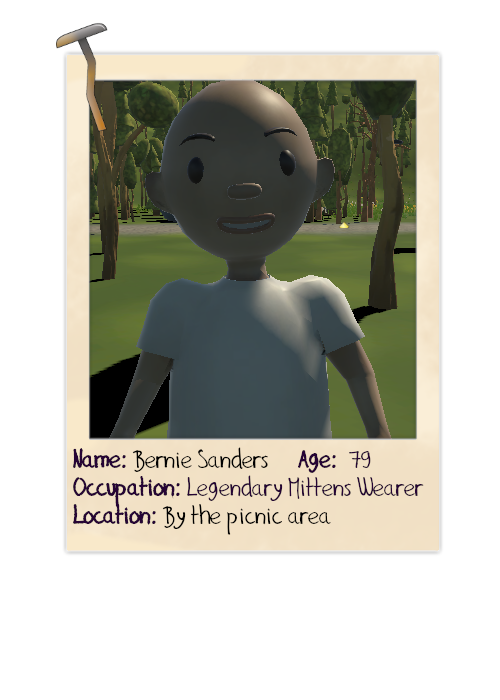 Name: Bernie Sanders Age: 79
Occupation: Legendary Mittens Wearer
Location: By the picnic area